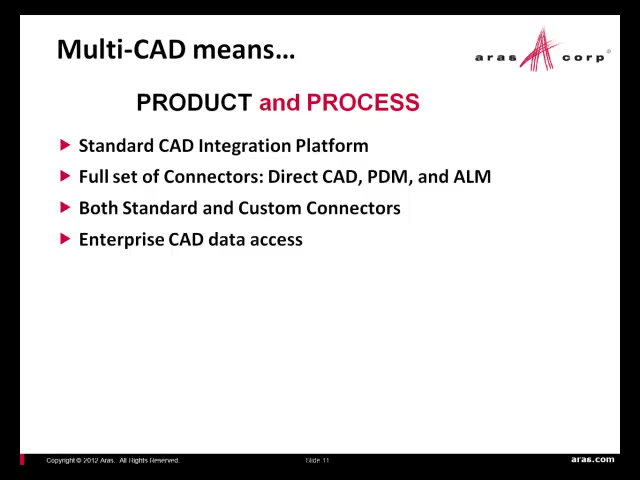 Multi-CAD means…
aras corp®
PRODUCT and PROCESS
Standard CAD Integration Platform
Full set of Connectors: Direct CAD, PDM, and ALM
Both Standard and Custom Connectors
Enterprise CAD data access
Copyright © 2012 Aras. All Rights Reserved.
Slide 11
aras.com